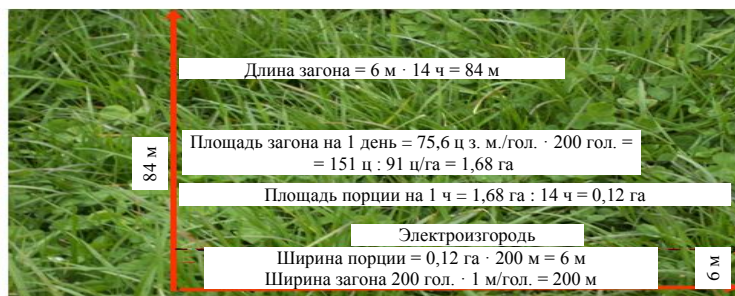 Длина загона = 6 м · 14 ч = 84 м
Площадь загона на 1 день = 75,6 ц з. м./гол. · 200 гол. =
= 151 ц : 91 ц/га = 1,68 га
84 м
Площадь порции на 1 ч = 1,68 га : 14 ч = 0,12 га
Электроизгородь
Ширина порции = 0,12 га · 200 м = 6 м
Ширина загона 200 гол. · 1 м/гол. = 200 м
6 м